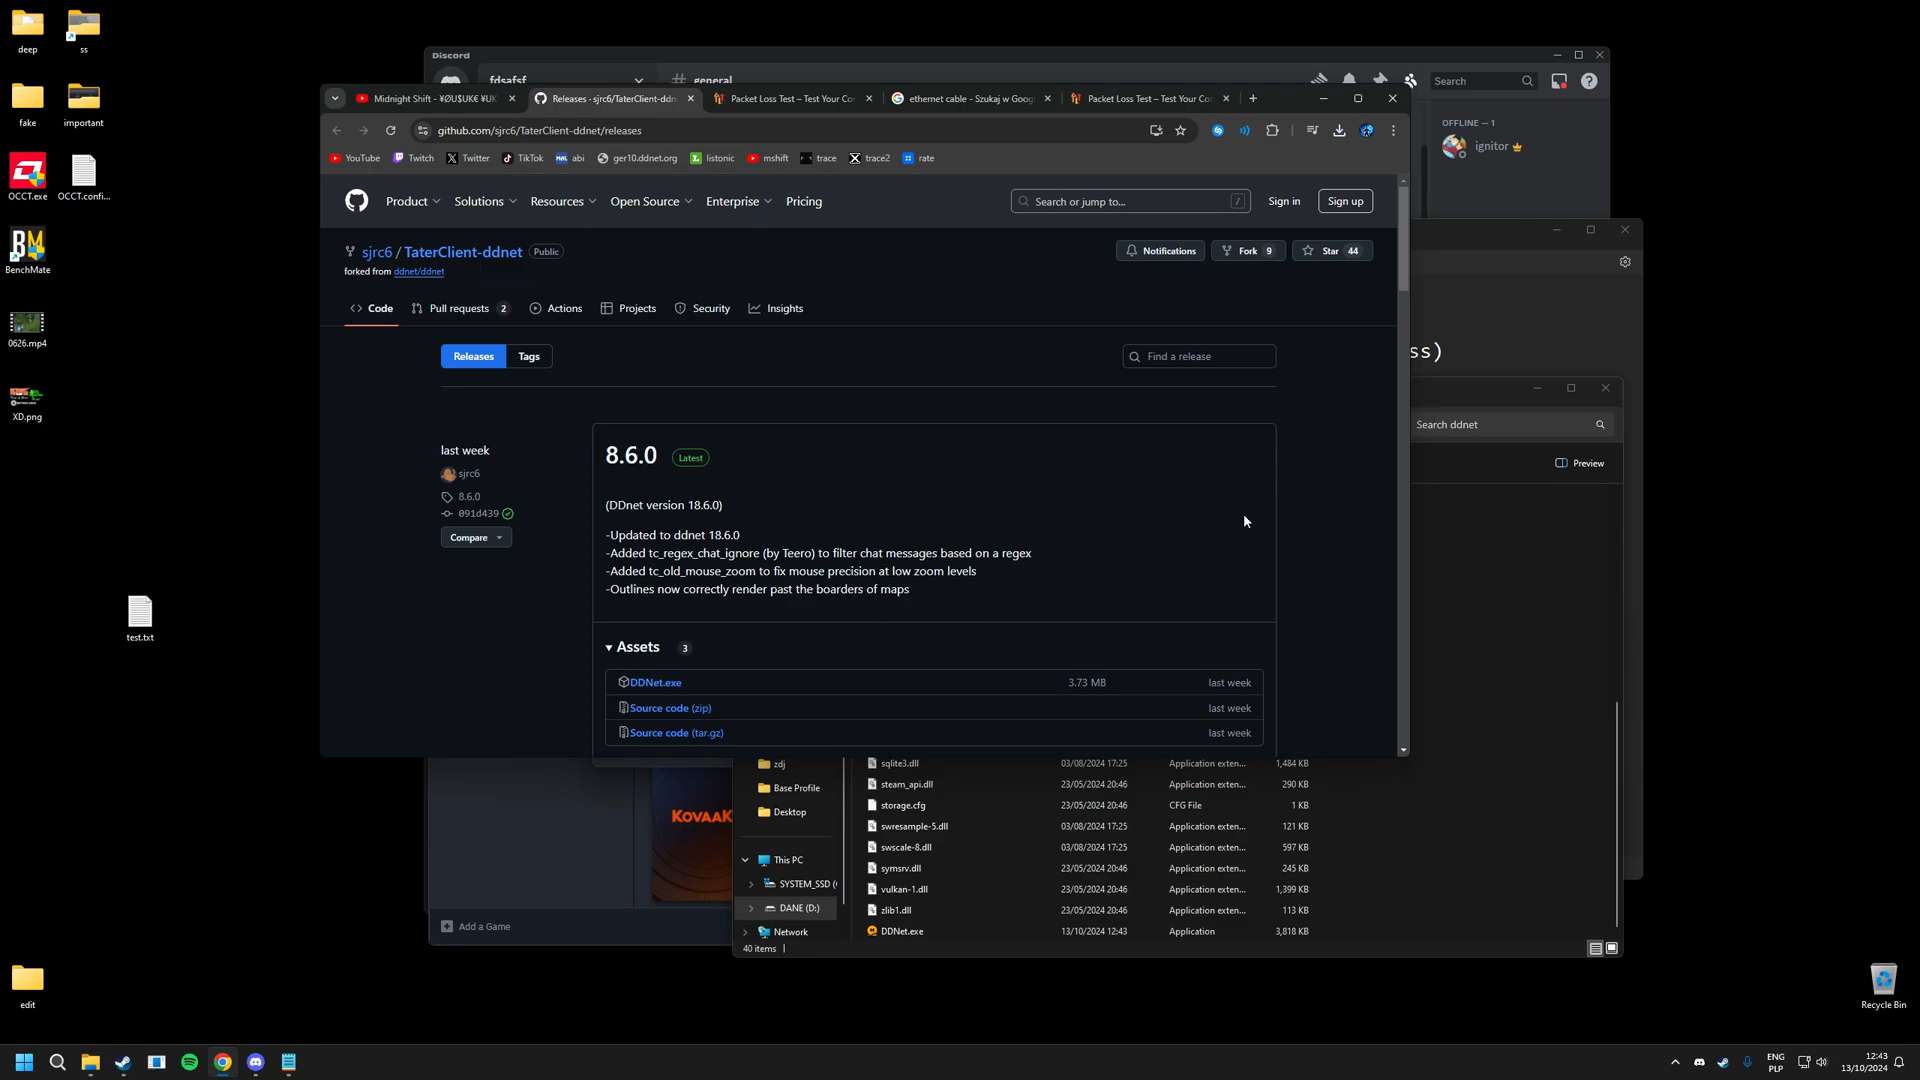 deep
ss
fake
important
OCCT.exe
OCCT.confi...
BenchMate
0626.mp4
XD.png
test.txt
edit
Recycle Bin
Discord
fdsafsf
# general
Search
OFFLINE — 1
ignitor
Midnight Shift - ¥ØU$UK€ ¥UK
Releases · sjrc6/TaterClient-ddn
Packet Loss Test – Test Your Co
ethernet cable - Szukaj w Goog
Packet Loss Test – Test Your Co
github.com/sjrc6/TaterClient-ddnet/releases
YouTube
Twitch
Twitter
TikTok
abi
ger10.ddnet.org
listonic
mshift
trace
trace2
rate
Product
Solutions
Resources
Open Source
Enterprise
Pricing
Search or jump to...
/
Sign in
Sign up
sjrc6 / TaterClient-ddnet Public
forked from ddnet/ddnet
Notifications
Fork 9
Star 44
Code
Pull requests 2
Actions
Projects
Security
Insights
Releases
Tags
Find a release
last week
sjrc6
8.6.0
091d439
Compare
8.6.0 Latest
(DDnet version 18.6.0)
-Updated to ddnet 18.6.0
-Added tc_regex_chat_ignore (by Teero) to filter chat messages based on a regex
-Added tc_old_mouse_zoom to fix mouse precision at low zoom levels
-Outlines now correctly render past the boarders of maps
Assets 3
DDNet.exe 3.73 MB last week
Source code (zip) last week
Source code (tar.gz) last week
ss)
Search ddnet
Preview
KOVAAK
Add a Game
zdj
Base Profile
Desktop
This PC
SYSTEM_SSD (
DANE (D:)
Network
40 items
sqlite3.dll 03/08/2024 17:25 Application exten... 1,484 KB
steam_api.dll 23/05/2024 20:46 Application exten... 290 KB
storage.cfg 23/05/2024 20:46 CFG File 1 KB
swresample-5.dll 03/08/2024 17:25 Application exten... 121 KB
swscale-8.dll 03/08/2024 17:25 Application exten... 597 KB
symsrv.dll 23/05/2024 20:46 Application exten... 245 KB
vulkan-1.dll 23/05/2024 20:46 Application exten... 1,399 KB
zlib1.dll 23/05/2024 20:46 Application exten... 113 KB
DDNet.exe 13/10/2024 12:43 Application 3,818 KB
ENG
PLP
12:43
13/10/2024